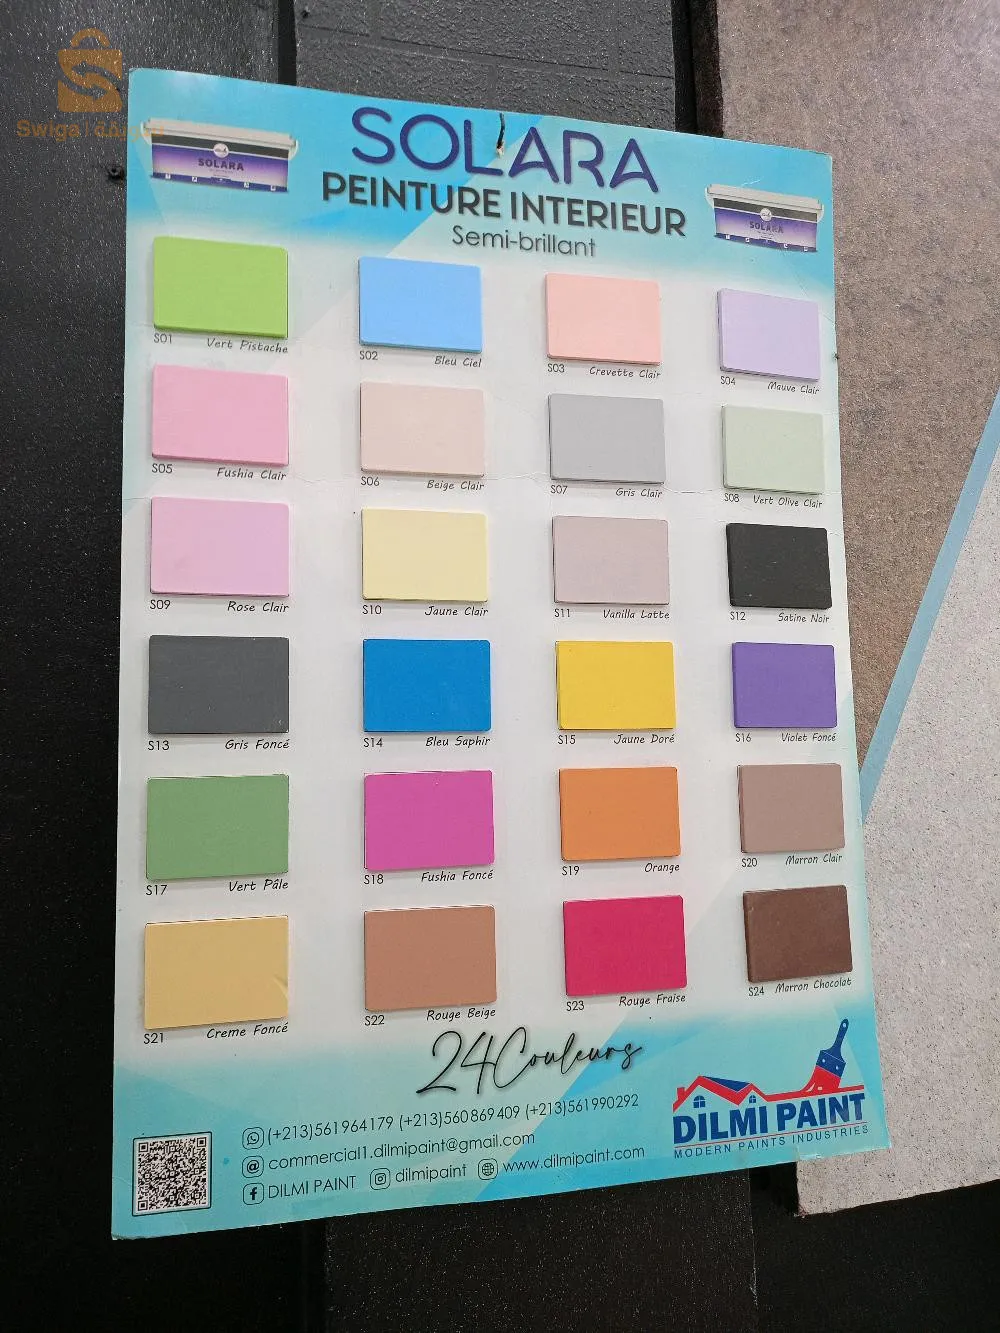 Swiga
SOLARA
SOLARA
PEINTURE INTERIEUR
Semi-brillant
SOLARA
S01 Vert Pistache
S02 Bleu Ciel
S03 Crevette Clair
S04 Mauve Clair
S05 Fushia Clair
S06 Beige Clair
S07 Gris Clair
S08 Vert Olive Clair
S09 Rose Clair
S10 Jaune Clair
S11 Vanilla Latte
S12 Satine Noir
S13 Gris Foncé
S14 Bleu Saphir
S15 Jaune Doré
S16 Violet Foncé
S17 Vert Pâle
S18 Fushia Foncé
S19 Orange
S20 Marron Clair
S21 Creme Foncé
S22 Rouge Beige
S23 Rouge Fraise
S24 Marron Chocolat
24Couleurs
(+213)561964179 (+213)560869409 (+213)561990292
commercial1.dilmipaint@gmail.com
DILMI PAINT dilmipaint www.dilmipaint.com
DILMI PAINT
MODERN PAINTS INDUSTRIES